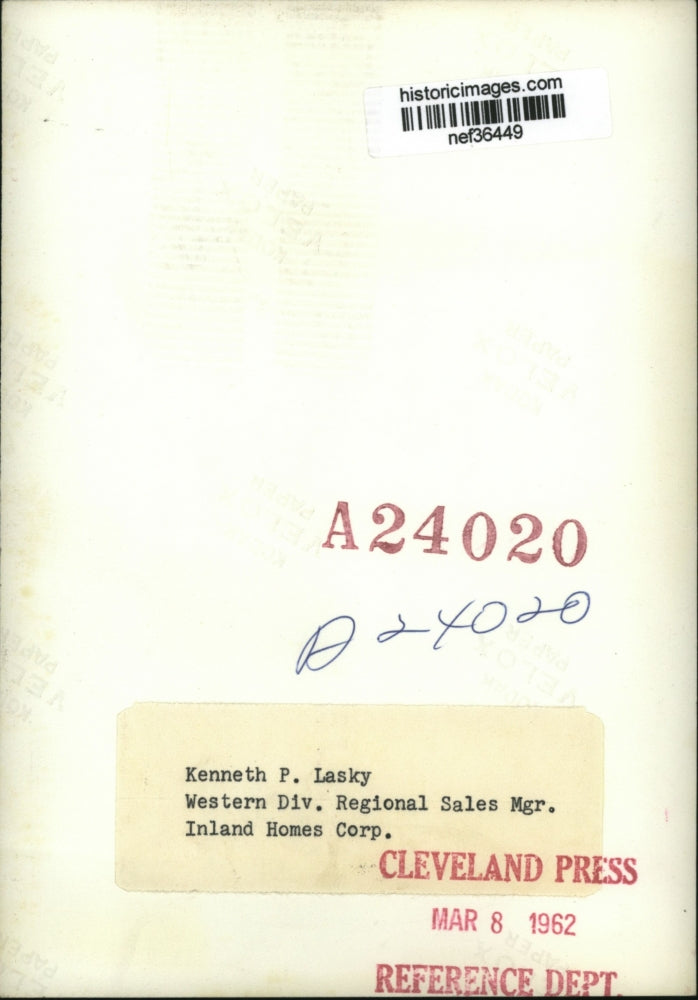 historicimages.com
nef36449
A24020
A 24020
Kenneth P. Lasky
Western Div. Regional Sales Mgr.
Inland Homes Corp.
CLEVELAND PRESS
MAR 8 1962
REFERENCE DEPT.